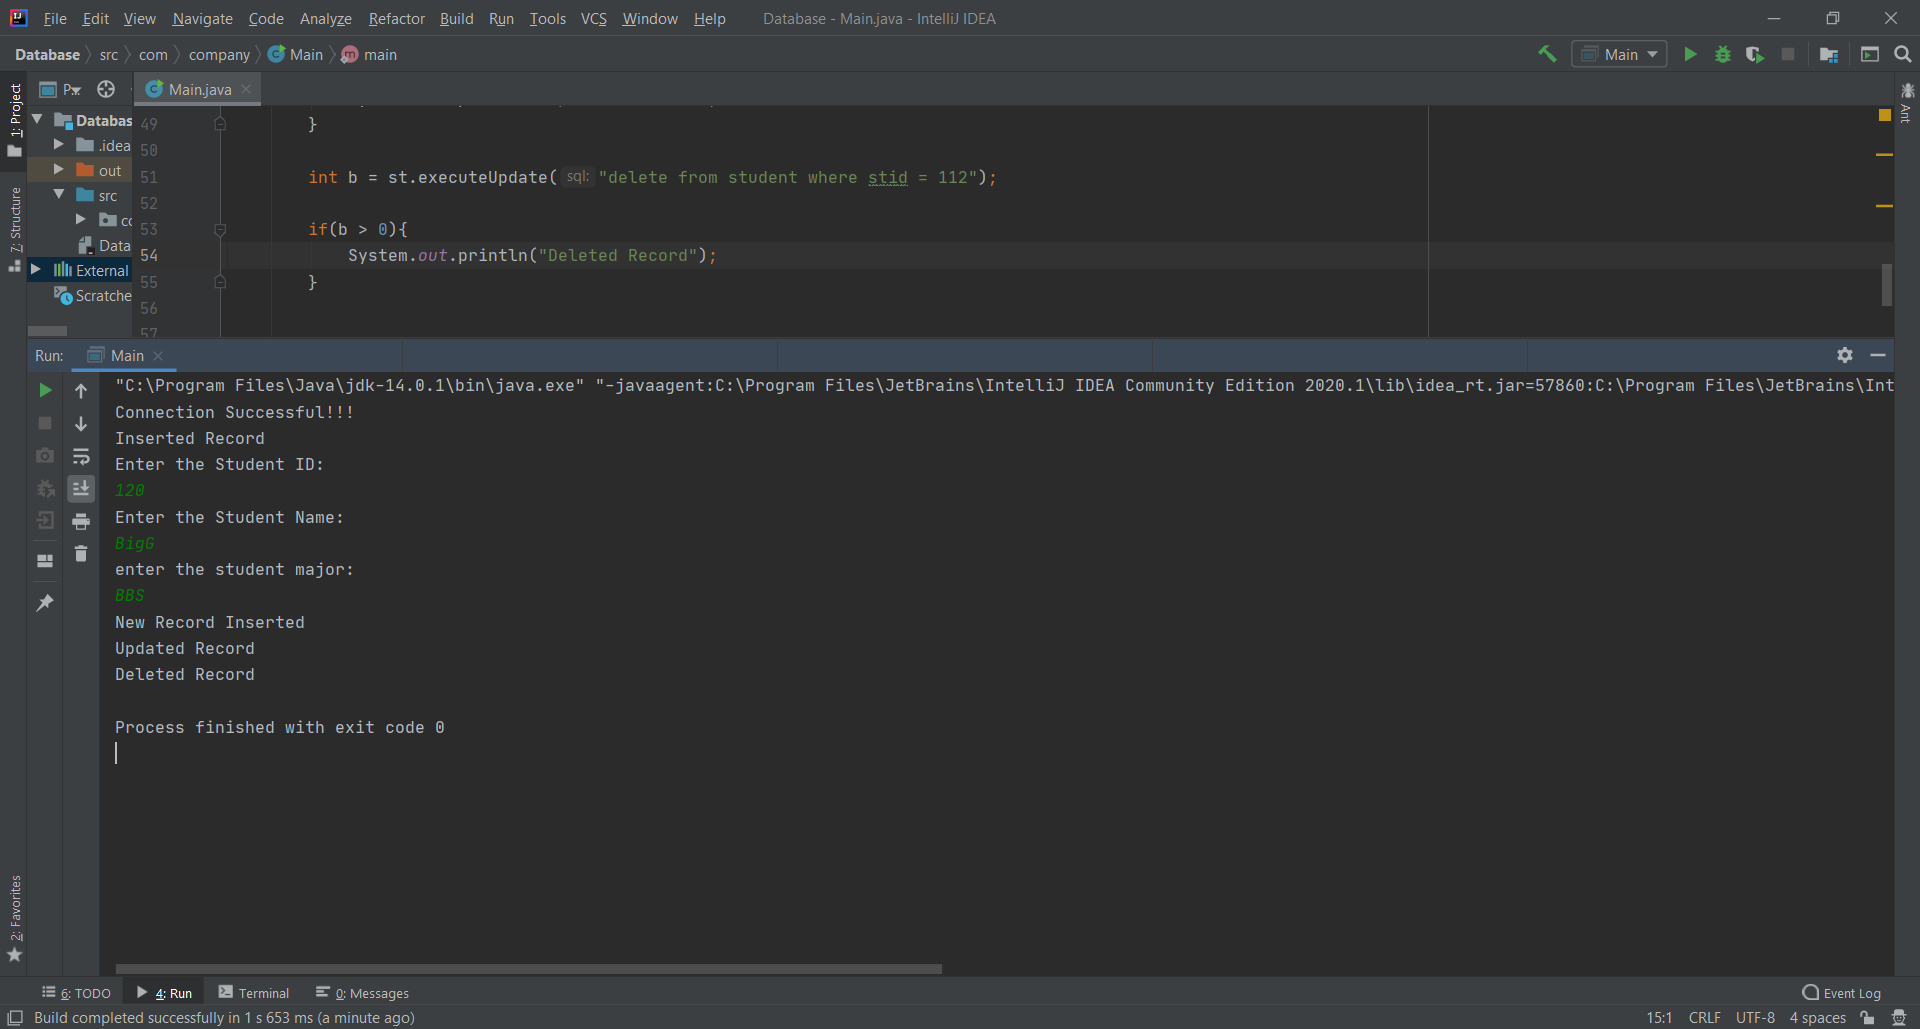 File Edit View Navigate Code Analyze Refactor Build Run Tools VCS Window Help Database - Main.java - IntelliJ IDEA
Database src com company Main main Main
1: Project
P... Main.java
Databas
.idea
out
src
co
Data
External
Scratche
49 }
50
51 int b = st.executeUpdate( sql: "delete from student where stid = 112");
52
53 if(b > 0){
54 System.out.println("Deleted Record");
55 }
56
57
Ant
7: Structure
Run: Main
"C:\Program Files\Java\jdk-14.0.1\bin\java.exe" "-javaagent:C:\Program Files\JetBrains\IntelliJ IDEA Community Edition 2020.1\lib\idea_rt.jar=57860:C:\Program Files\JetBrains\Int
Connection Successful!!!
Inserted Record
Enter the Student ID:
120
Enter the Student Name:
BigG
enter the student major:
BBS
New Record Inserted
Updated Record
Deleted Record
Process finished with exit code 0
2: Favorites
6: TODO 4: Run Terminal 0: Messages Event Log
Build completed successfully in 1 s 653 ms (a minute ago) 15:1 CRLF UTF-8 4 spaces